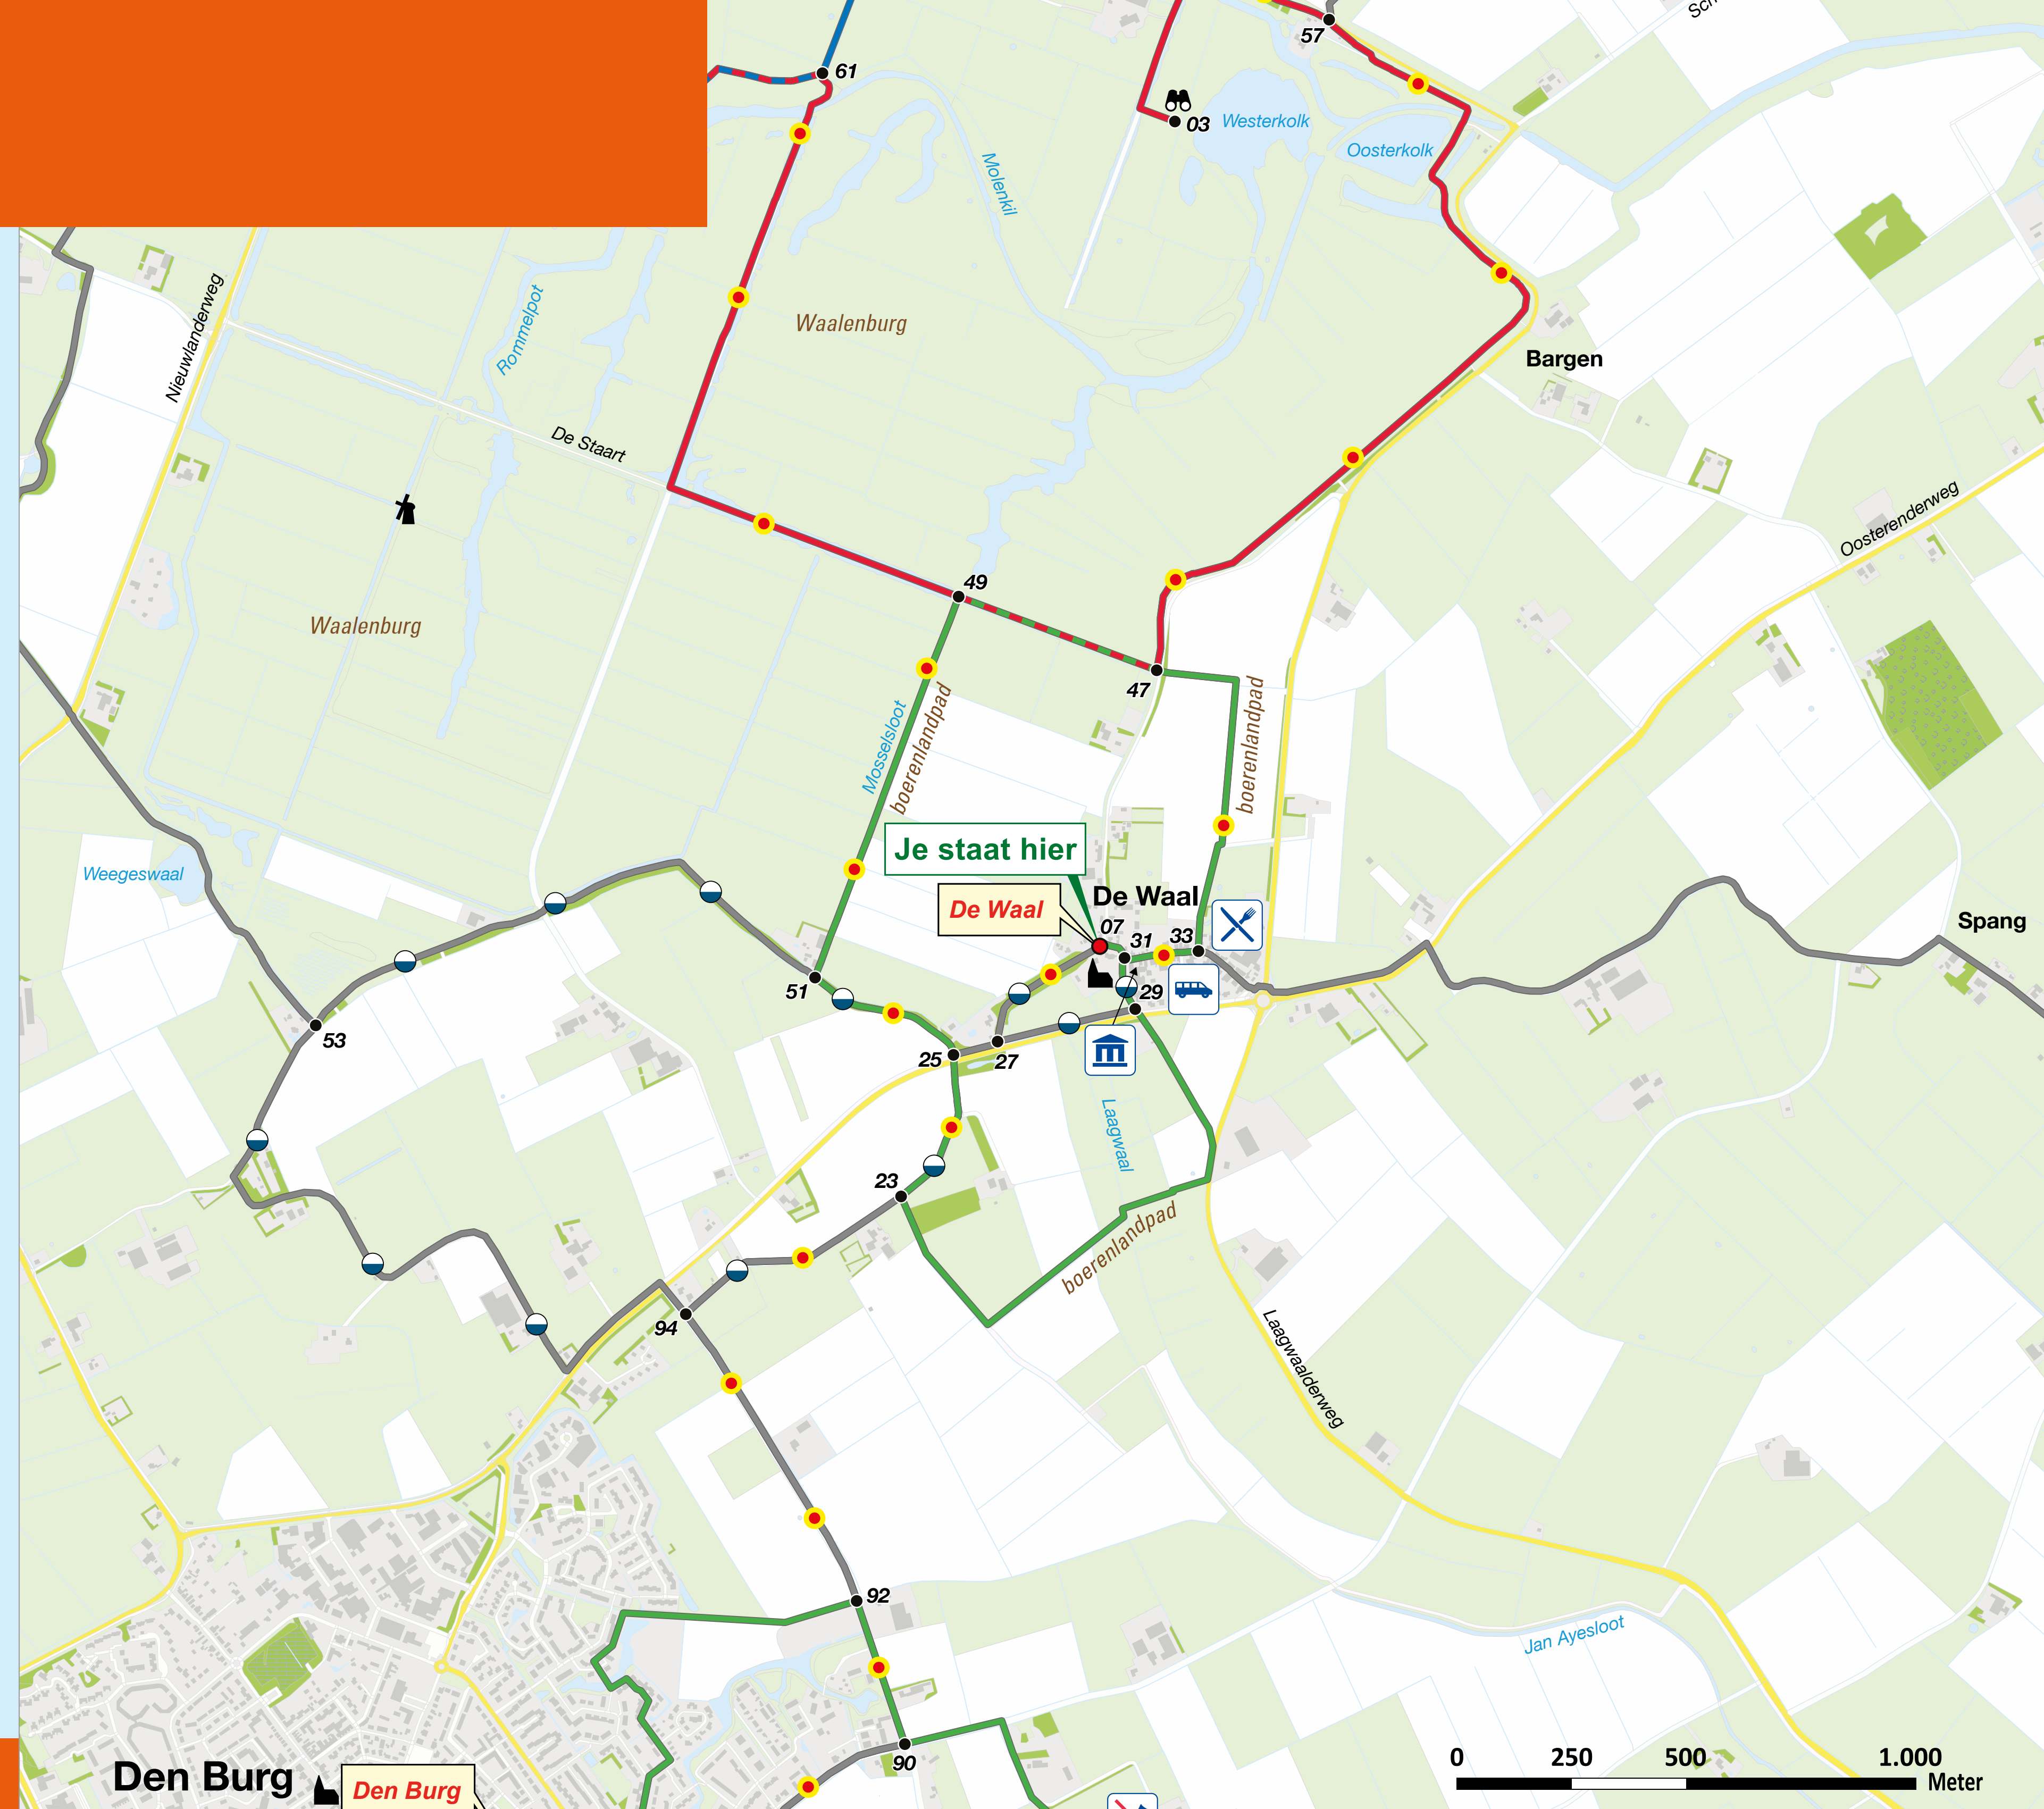 57
Sch
61
03
Westerkolk
Oosterkolk
Molenkil
Nieuwlanderweg
Rommelpot
Waalenburg
Bargen
De Staart
Oosterenderweg
49
Waalenburg
47
Mosselsloot
boerenlandpad
boerenlandpad
Je staat hier
Weegeswaal
De Waal
De Waal
07
31
33
Spang
51
29
53
25
27
Laagwaal
23
boerenlandpad
94
Laagwaalderweg
92
Jan Ayesloot
90
0 250 500 1.000
Meter
Den Burg
Den Burg